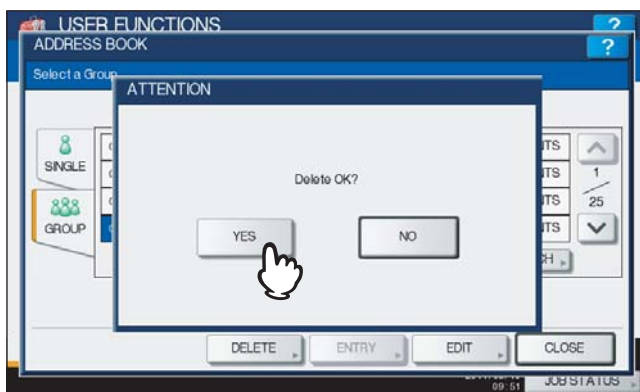 USER FUNCTIONS
?
ADDRESS BOOK
?
Select a Group
ATTENTION
SINGLE
1
Delete OK?
25
GROUP
YES
NO
DELETE
ENTRY
EDIT
CLOSE
09:51
JOB STATUS